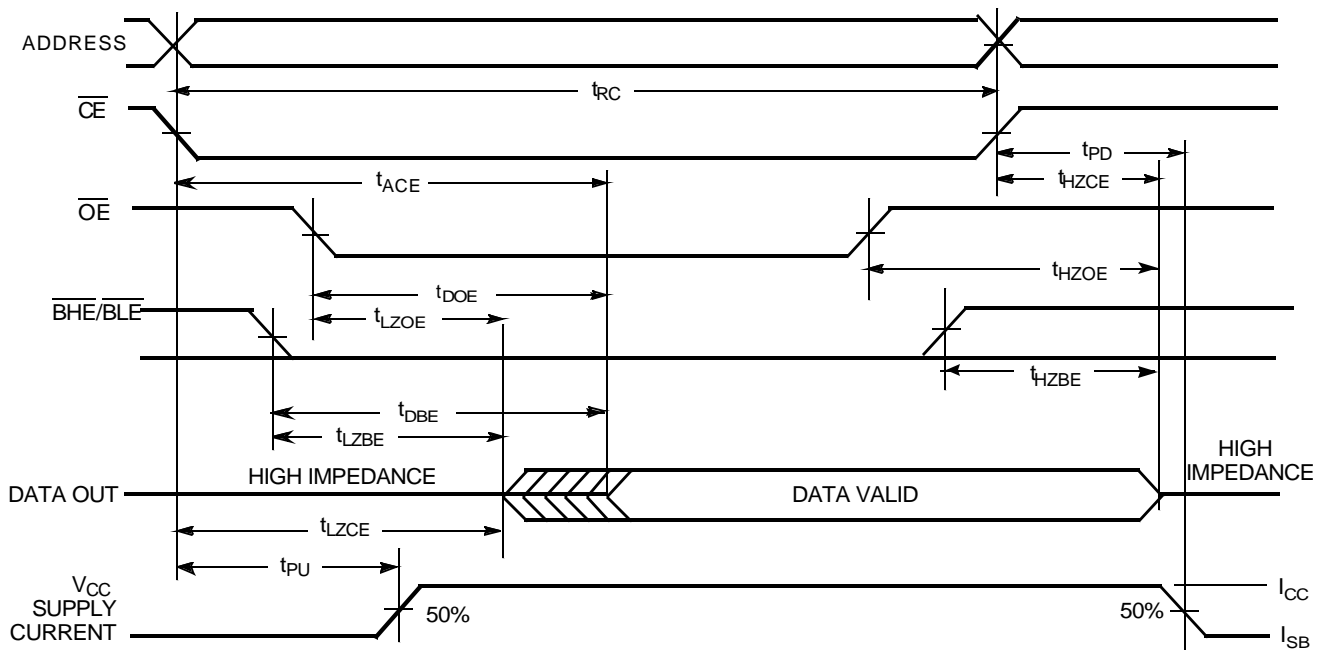 ADDRESS
tRC
CE
tPD
tACE
tHZCE
OE
tHZOE
tDOE
BHE/BLE
tLZOE
tHZBE
tDBE
tLZBE
HIGH IMPEDANCE
HIGH
IMPEDANCE
DATA OUT
DATA VALID
tLZCE
tPU
VCC
SUPPLY
CURRENT
50%
50%
ICC
ISB